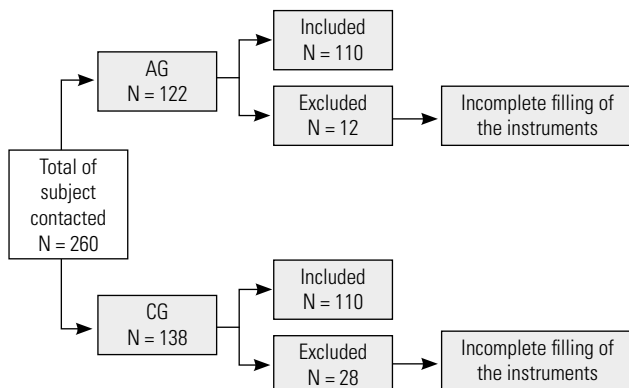 Total of
subject
contacted
N = 260
AG
N = 122
Included
N = 110
Excluded
N = 12
Incomplete filling of
the instruments
CG
N = 138
Included
N = 110
Excluded
N = 28
Incomplete filling of
the instruments